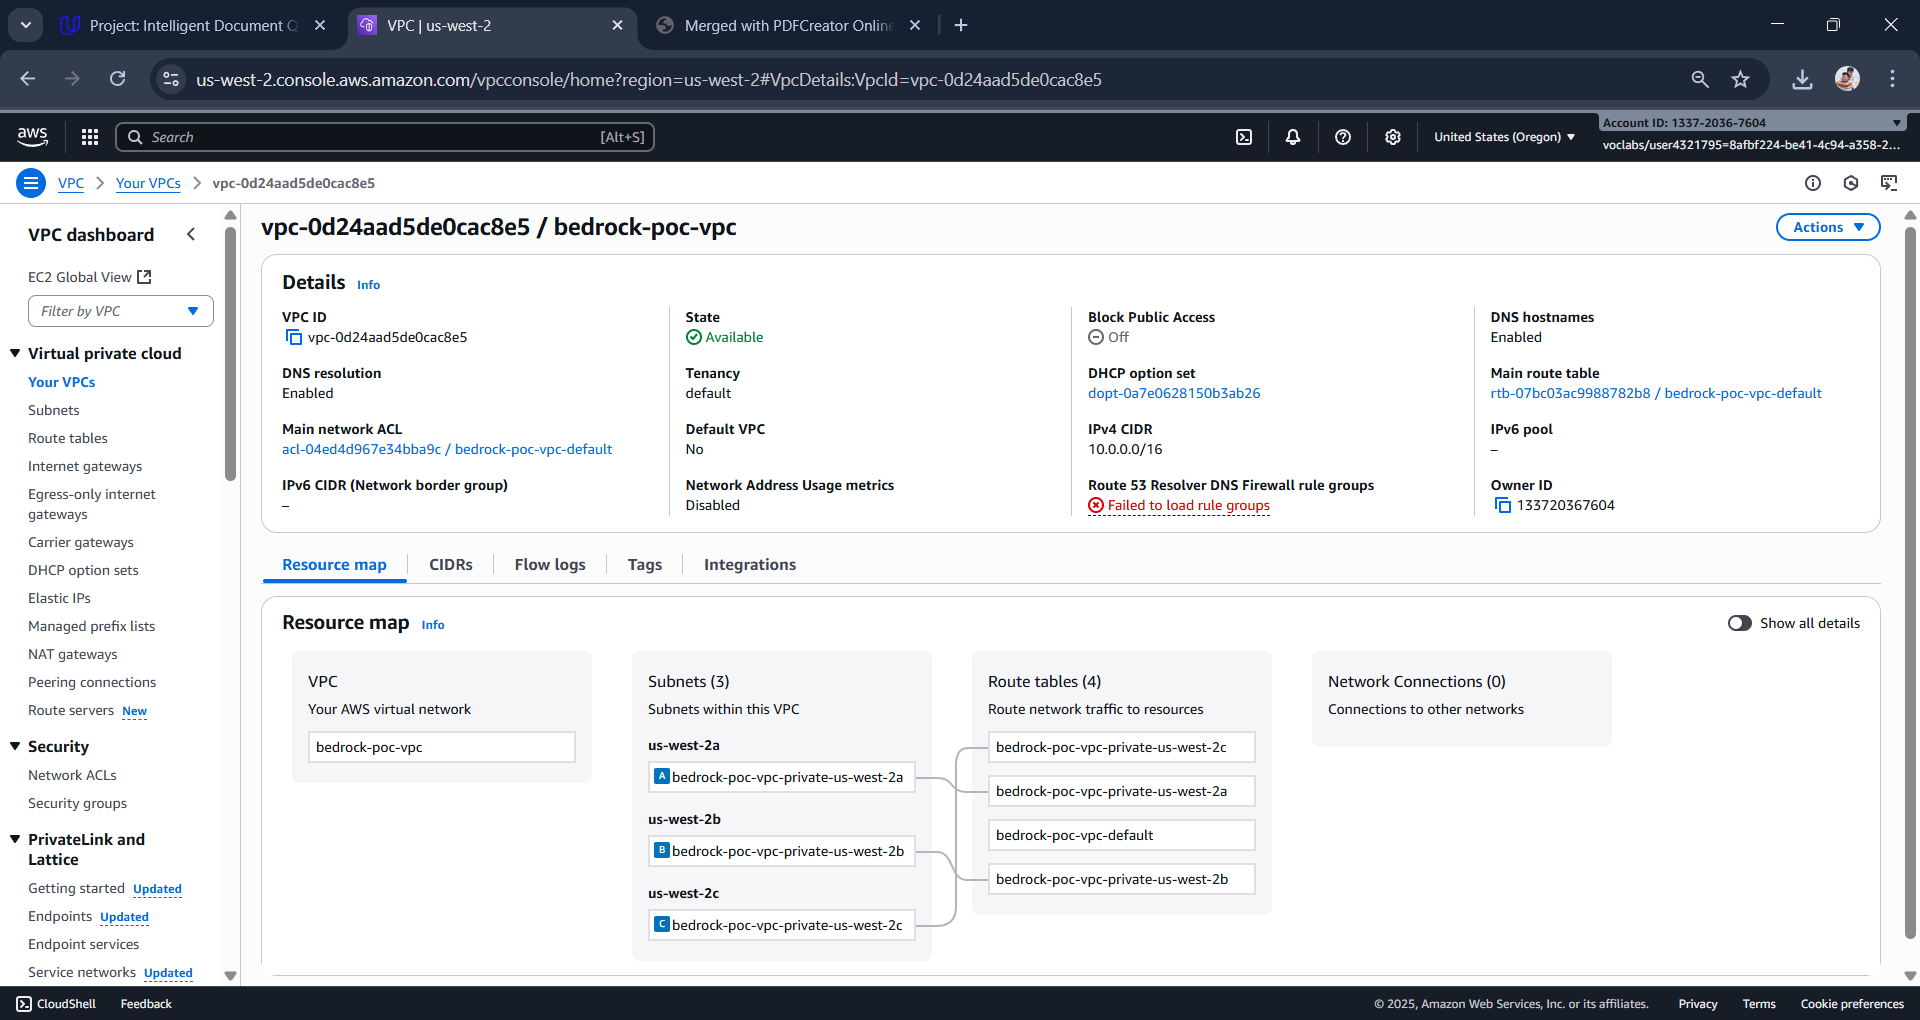 Project: Intelligent Document Q
VPC | us-west-2
Merged with PDFCreator Online
us-west-2.console.aws.amazon.com/vpcconsole/home?region=us-west-2#VpcDetails:VpcId=vpc-0d24aad5de0cac8e5
aws
Search
[Alt+S]
United States (Oregon)
Account ID: 1337-2036-7604
voclabs/user4321795=8afbf224-be41-4c94-a358-2...
VPC
Your VPCs
vpc-0d24aad5de0cac8e5
VPC dashboard
EC2 Global View
Filter by VPC
Virtual private cloud
Your VPCs
Subnets
Route tables
Internet gateways
Egress-only internet
gateways
Carrier gateways
DHCP option sets
Elastic IPs
Managed prefix lists
NAT gateways
Peering connections
Route servers New
Security
Network ACLs
Security groups
PrivateLink and
Lattice
Getting started Updated
Endpoints Updated
Endpoint services
Service networks Updated
vpc-0d24aad5de0cac8e5 / bedrock-poc-vpc
Actions
Details Info
VPC ID
vpc-0d24aad5de0cac8e5
State
Available
Block Public Access
Off
DNS hostnames
Enabled
DNS resolution
Enabled
Tenancy
default
DHCP option set
dopt-0a7e0628150b3ab26
Main route table
rtb-07bc03ac9988782b8 / bedrock-poc-vpc-default
Main network ACL
acl-04ed4d967e34bba9c / bedrock-poc-vpc-default
Default VPC
No
IPv4 CIDR
10.0.0.0/16
IPv6 pool
–
IPv6 CIDR (Network border group)
–
Network Address Usage metrics
Disabled
Route 53 Resolver DNS Firewall rule groups
Failed to load rule groups
Owner ID
133720367604
Resource map
CIDRs
Flow logs
Tags
Integrations
Resource map Info
Show all details
VPC
Your AWS virtual network
bedrock-poc-vpc
Subnets (3)
Subnets within this VPC
us-west-2a
A bedrock-poc-vpc-private-us-west-2a
us-west-2b
B bedrock-poc-vpc-private-us-west-2b
us-west-2c
C bedrock-poc-vpc-private-us-west-2c
Route tables (4)
Route network traffic to resources
bedrock-poc-vpc-private-us-west-2c
bedrock-poc-vpc-private-us-west-2a
bedrock-poc-vpc-default
bedrock-poc-vpc-private-us-west-2b
Network Connections (0)
Connections to other networks
CloudShell
Feedback
© 2025, Amazon Web Services, Inc. or its affiliates.
Privacy
Terms
Cookie preferences